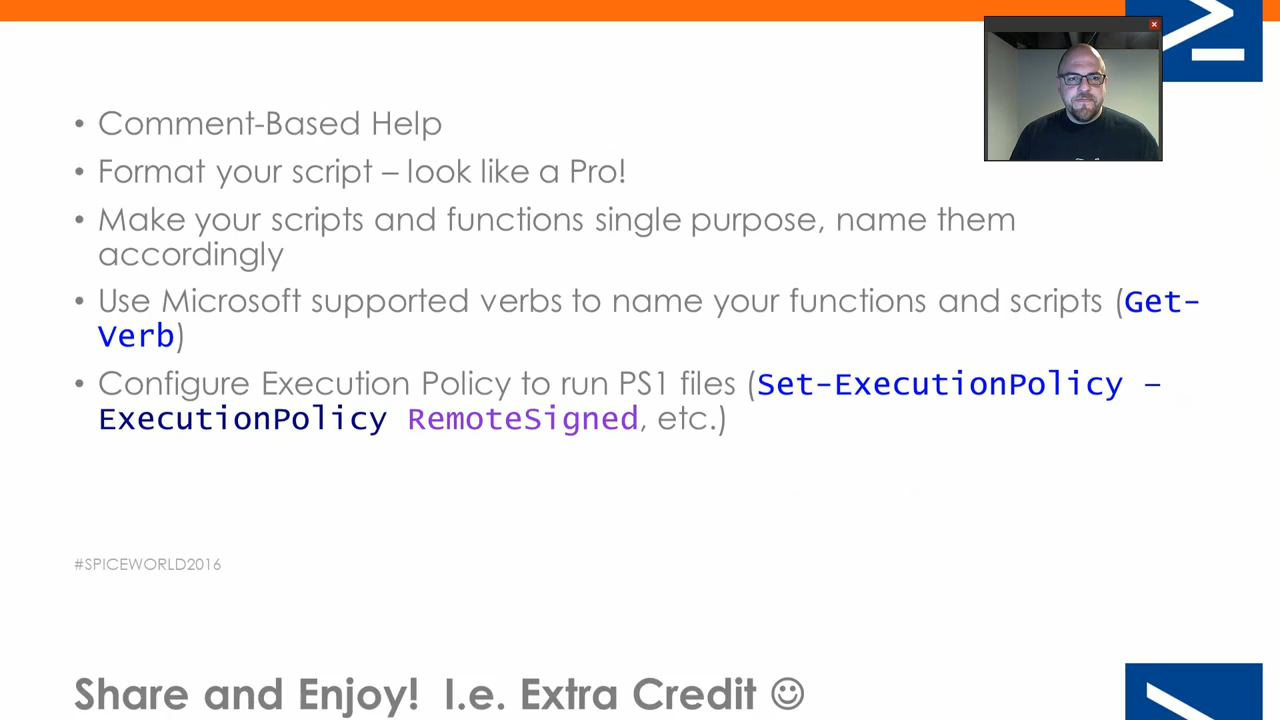 • Comment-Based Help
• Format your script – look like a Pro!
• Make your scripts and functions single purpose, name them
accordingly
• Use Microsoft supported verbs to name your functions and scripts (Get-
Verb)
• Configure Execution Policy to run PS1 files (Set-ExecutionPolicy –
ExecutionPolicy RemoteSigned, etc.)
#SPICEWORLD2016
Share and Enjoy! I.e. Extra Credit ☺